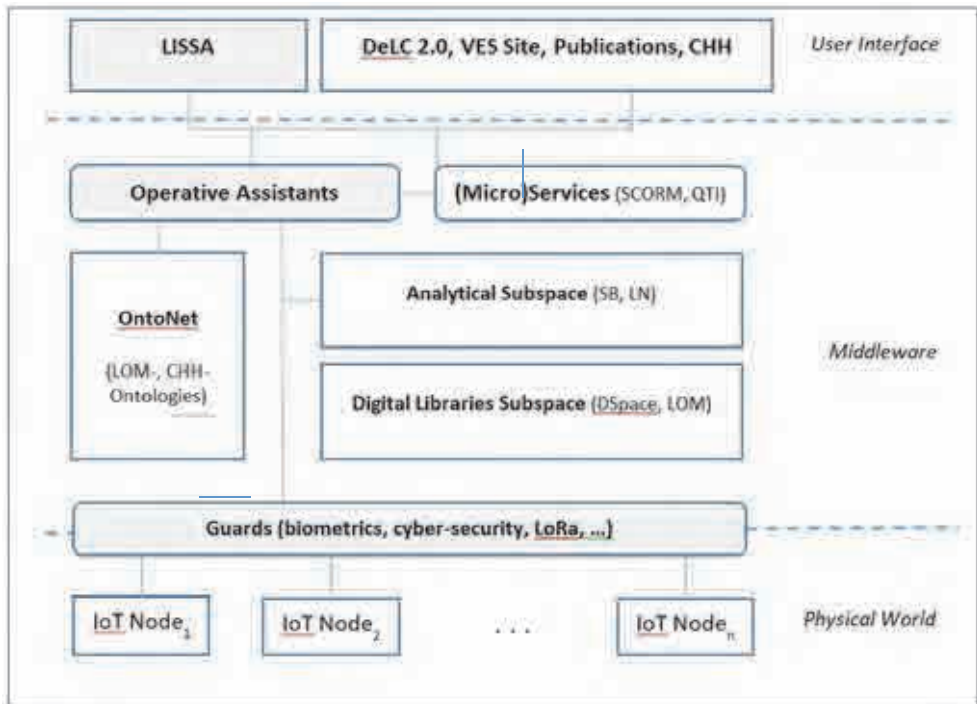 LISSA
DeLC 2.0, VES Site, Publications, CHH
User Interface
Operative Assistants
(Micro)Services (SCORM, QTI)
OntoNet
(LOM-, CHH-
Ontologies)
Analytical Subspace (SB, LN)
Digital Libraries Subspace (DSpace, LOM)
Middleware
Guards (biometrics, cyber-security, LoRa, ...)
IoT Node1
IoT Node2
. . .
IoT Noden
Physical World